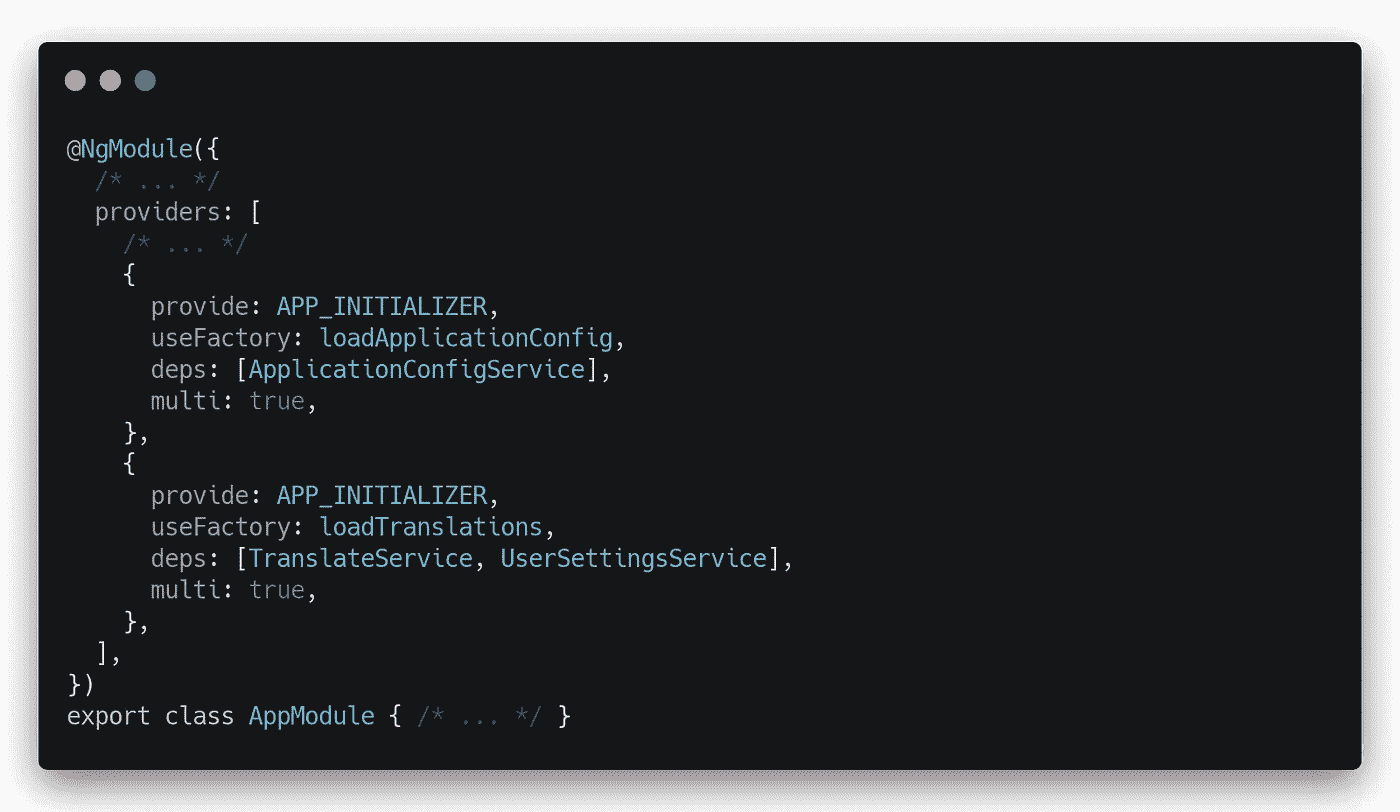 @NgModule({
  /* ... */
  providers: [
    /* ... */
    {
      provide: APP_INITIALIZER,
      useFactory: loadApplicationConfig,
      deps: [ApplicationConfigService],
      multi: true,
    },
    {
      provide: APP_INITIALIZER,
      useFactory: loadTranslations,
      deps: [TranslateService, UserSettingsService],
      multi: true,
    },
  ],
})
export class AppModule { /* ... */ }